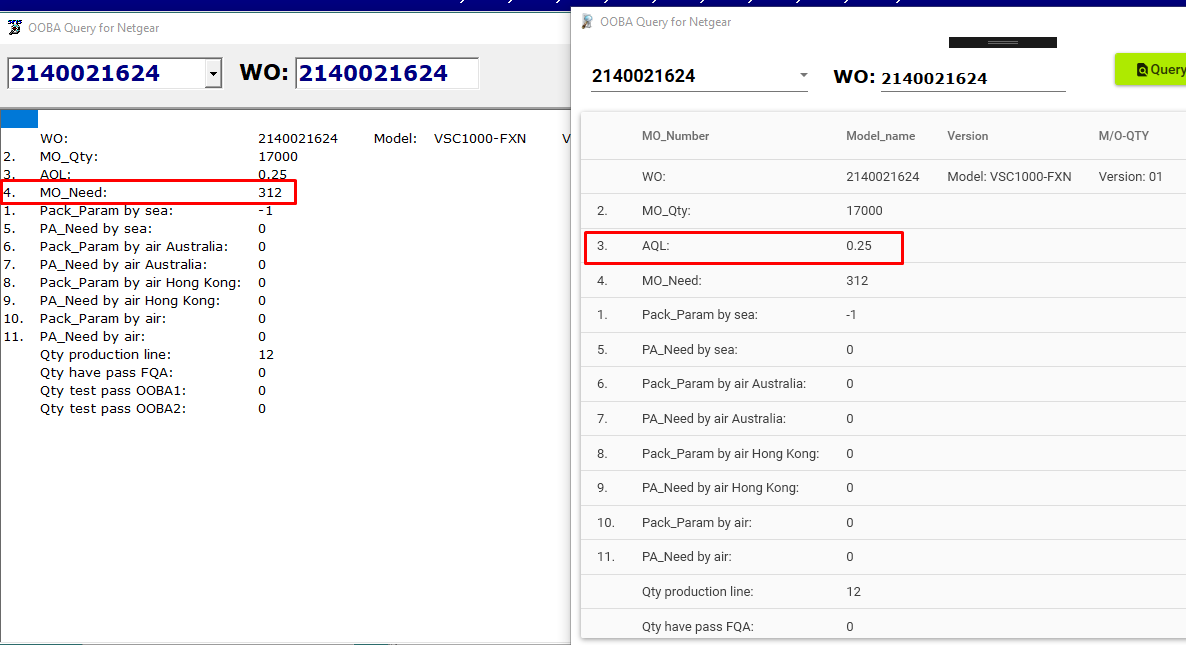 OOBA Query for Netgear
2140021624 WO: 2140021624
WO: 2140021624 Model: VSC1000-FXN V
2. MO_Qty: 17000
3. AQL: 0.25
4. MO_Need: 312
1. Pack_Param by sea: -1
5. PA_Need by sea: 0
6. Pack_Param by air Australia: 0
7. PA_Need by air Australia: 0
8. Pack_Param by air Hong Kong: 0
9. PA_Need by air Hong Kong: 0
10. Pack_Param by air: 0
11. PA_Need by air: 0
Qty production line: 12
Qty have pass FQA: 0
Qty test pass OOBA1: 0
Qty test pass OOBA2: 0
OOBA Query for Netgear
2140021624 WO: 2140021624 Query
MO_Number Model_name Version M/O-QTY
WO: 2140021624 Model: VSC1000-FXN Version: 01
2. MO_Qty: 17000
3. AQL: 0.25
4. MO_Need: 312
1. Pack_Param by sea: -1
5. PA_Need by sea: 0
6. Pack_Param by air Australia: 0
7. PA_Need by air Australia: 0
8. Pack_Param by air Hong Kong: 0
9. PA_Need by air Hong Kong: 0
10. Pack_Param by air: 0
11. PA_Need by air: 0
Qty production line: 12
Qty have pass FQA: 0